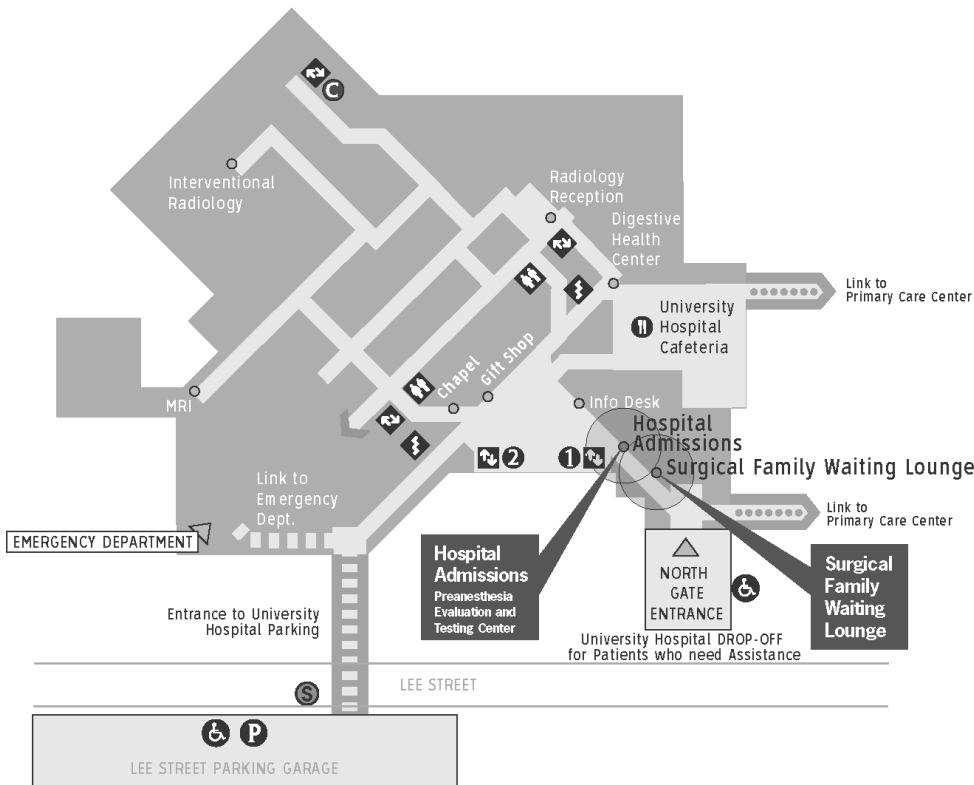 C
Interventional
Radiology
Radiology
Reception
Digestive
Health
Center
Link to
Primary Care Center
University
Hospital
Cafeteria
Chapel
Gift Shop
MRI
Info Desk
Hospital
Admissions
Surgical Family Waiting Lounge
2
1
Link to
Emergency
Dept.
EMERGENCY DEPARTMENT
Link to
Primary Care Center
Hospital
Admissions
Preanesthesia
Evaluation and
Testing Center
NORTH
GATE
ENTRANCE
Surgical
Family
Waiting
Lounge
Entrance to University
Hospital Parking
University Hospital DROP-OFF
for Patients who need Assistance
S
LEE STREET
P
LEE STREET PARKING GARAGE